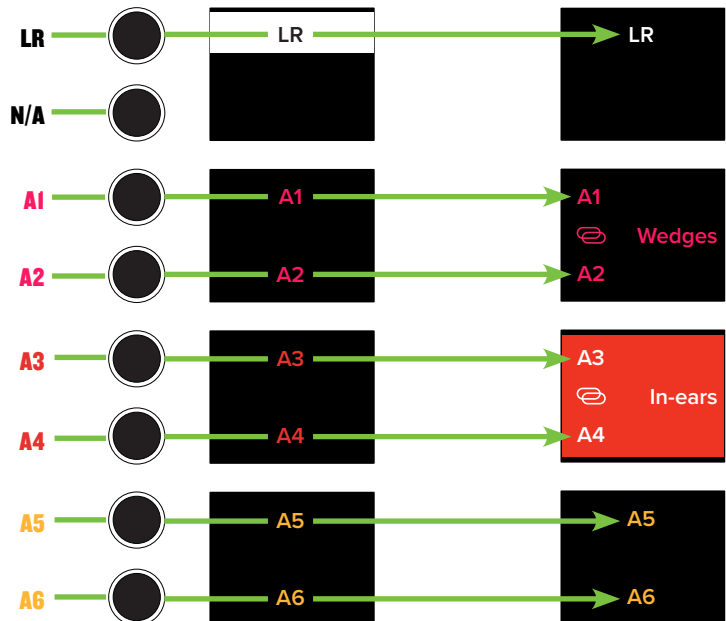 LR LR LR
N/A
A1 A1 A1
Wedges
A2 A2 A2
A3 A3 A3
In-ears
A4 A4 A4
A5 A5 A5
A6 A6 A6